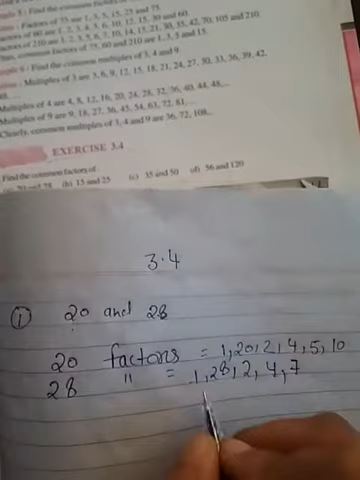 Factors of 75 are 1, 3, 5, 15, 25 and 75.
factors of 60 are 1, 2, 3, 4, 5, 6, 10, 12, 15, 30 and 60.
factors of 210 are 1, 2, 3, 5, 6, 7, 10, 14, 15, 21, 30, 35, 42, 70, 105 and 210.
common factors of 75, 60 and 210 are 1, 3, 5 and 15.
Find the common multiples of 3, 4 and 9.
Multiples of 3 are 3, 6, 9, 12, 15, 18, 21, 24, 27, 30, 33, 36, 39, 42,
Multiples of 4 are 4, 8, 12, 16, 20, 24, 28, 32, 36, 40, 44, 48,...
Multiples of 9 are 9, 18, 27, 36, 45, 54, 63, 72, 81,...
Clearly, common multiples of 3, 4 and 9 are 36, 72, 108,...
EXERCISE 3.4
Find the common factors of
(a) 20 and 28 (b) 15 and 25 (c) 35 and 50 (d) 56 and 120
3.4
① 20 and 28
20 factors = 1,20,2,4,5,10
28 " = 1,28,2,4,7